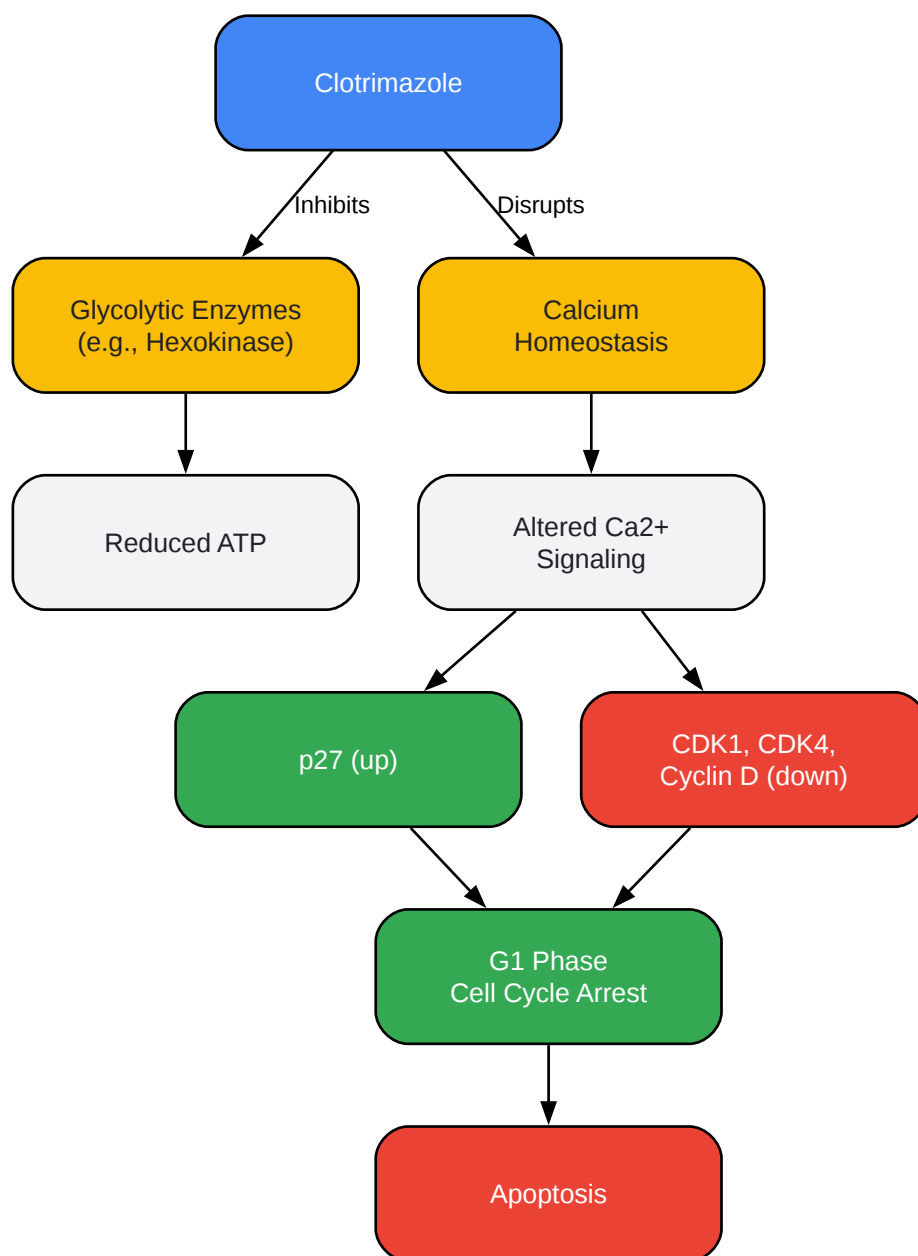 Clotrimazole
Inhibits
Disrupts
Glycolytic Enzymes
(e.g., Hexokinase)
Calcium
Homeostasis
Reduced ATP
Altered Ca2+
Signaling
p27 (up)
CDK1, CDK4,
Cyclin D (down)
G1 Phase
Cell Cycle Arrest
Apoptosis